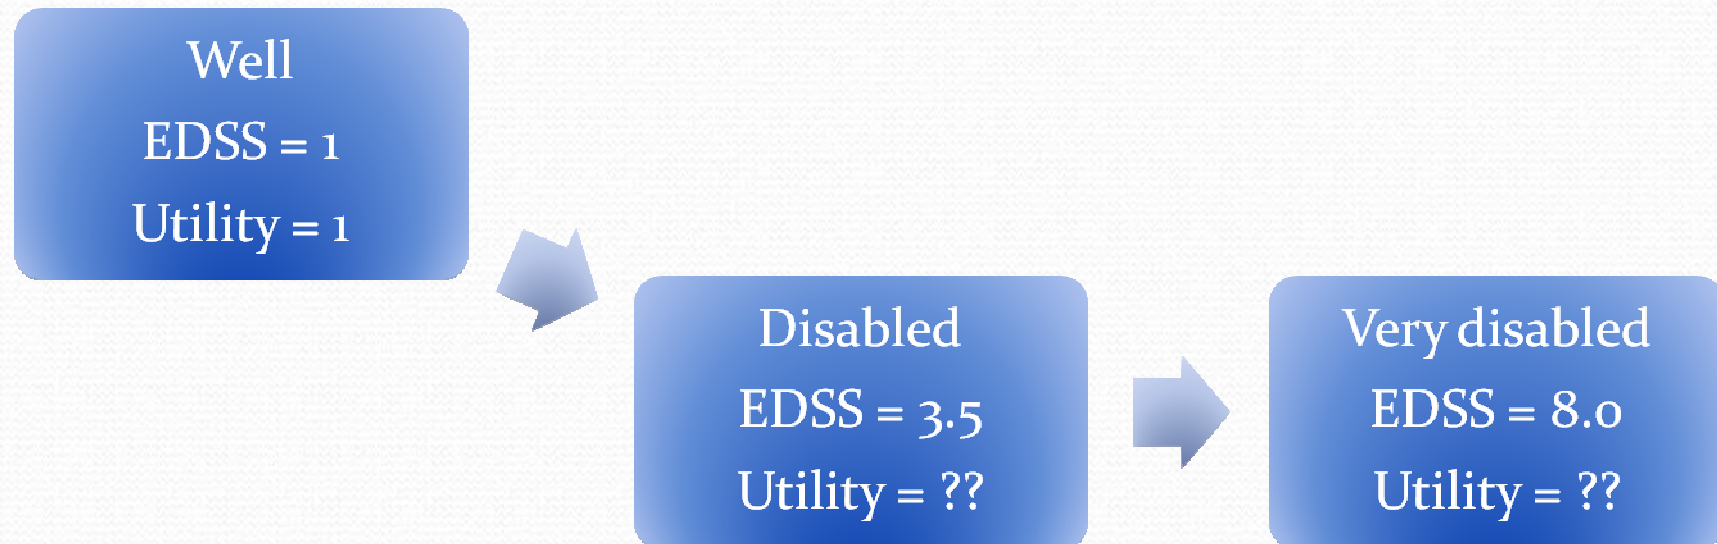 Well
EDSS = 1
Utility = 1
Disabled
EDSS = 3.5
Utility = ??
Very disabled
EDSS = 8.0
Utility = ??